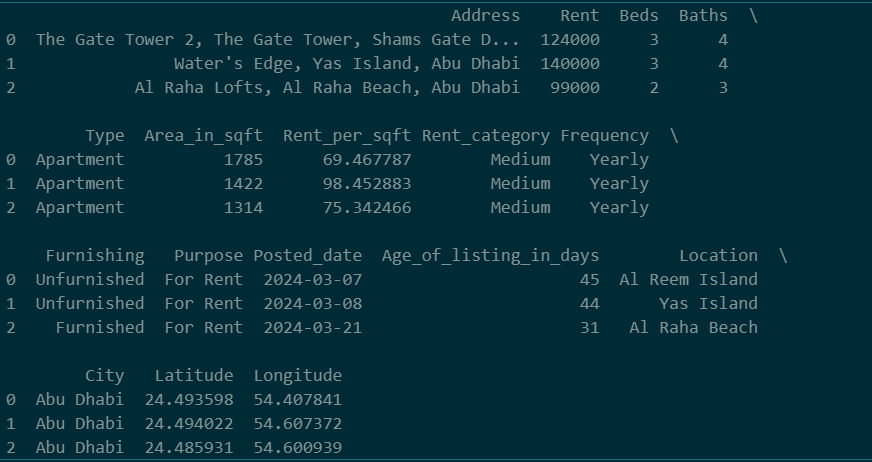 Address Rent Beds Baths \
0 The Gate Tower 2, The Gate Tower, Shams Gate D... 124000 3 4
1 Water's Edge, Yas Island, Abu Dhabi 140000 3 4
2 Al Raha Lofts, Al Raha Beach, Abu Dhabi 99000 2 3
Type Area_in_sqft Rent_per_sqft Rent_category Frequency \
0 Apartment 1785 69.467787 Medium Yearly
1 Apartment 1422 98.452883 Medium Yearly
2 Apartment 1314 75.342466 Medium Yearly
Furnishing Purpose Posted_date Age_of_listing_in_days Location \
0 Unfurnished For Rent 2024-03-07 45 Al Reem Island
1 Unfurnished For Rent 2024-03-08 44 Yas Island
2 Furnished For Rent 2024-03-21 31 Al Raha Beach
City Latitude Longitude
0 Abu Dhabi 24.493598 54.407841
1 Abu Dhabi 24.494022 54.607372
2 Abu Dhabi 24.485931 54.600939